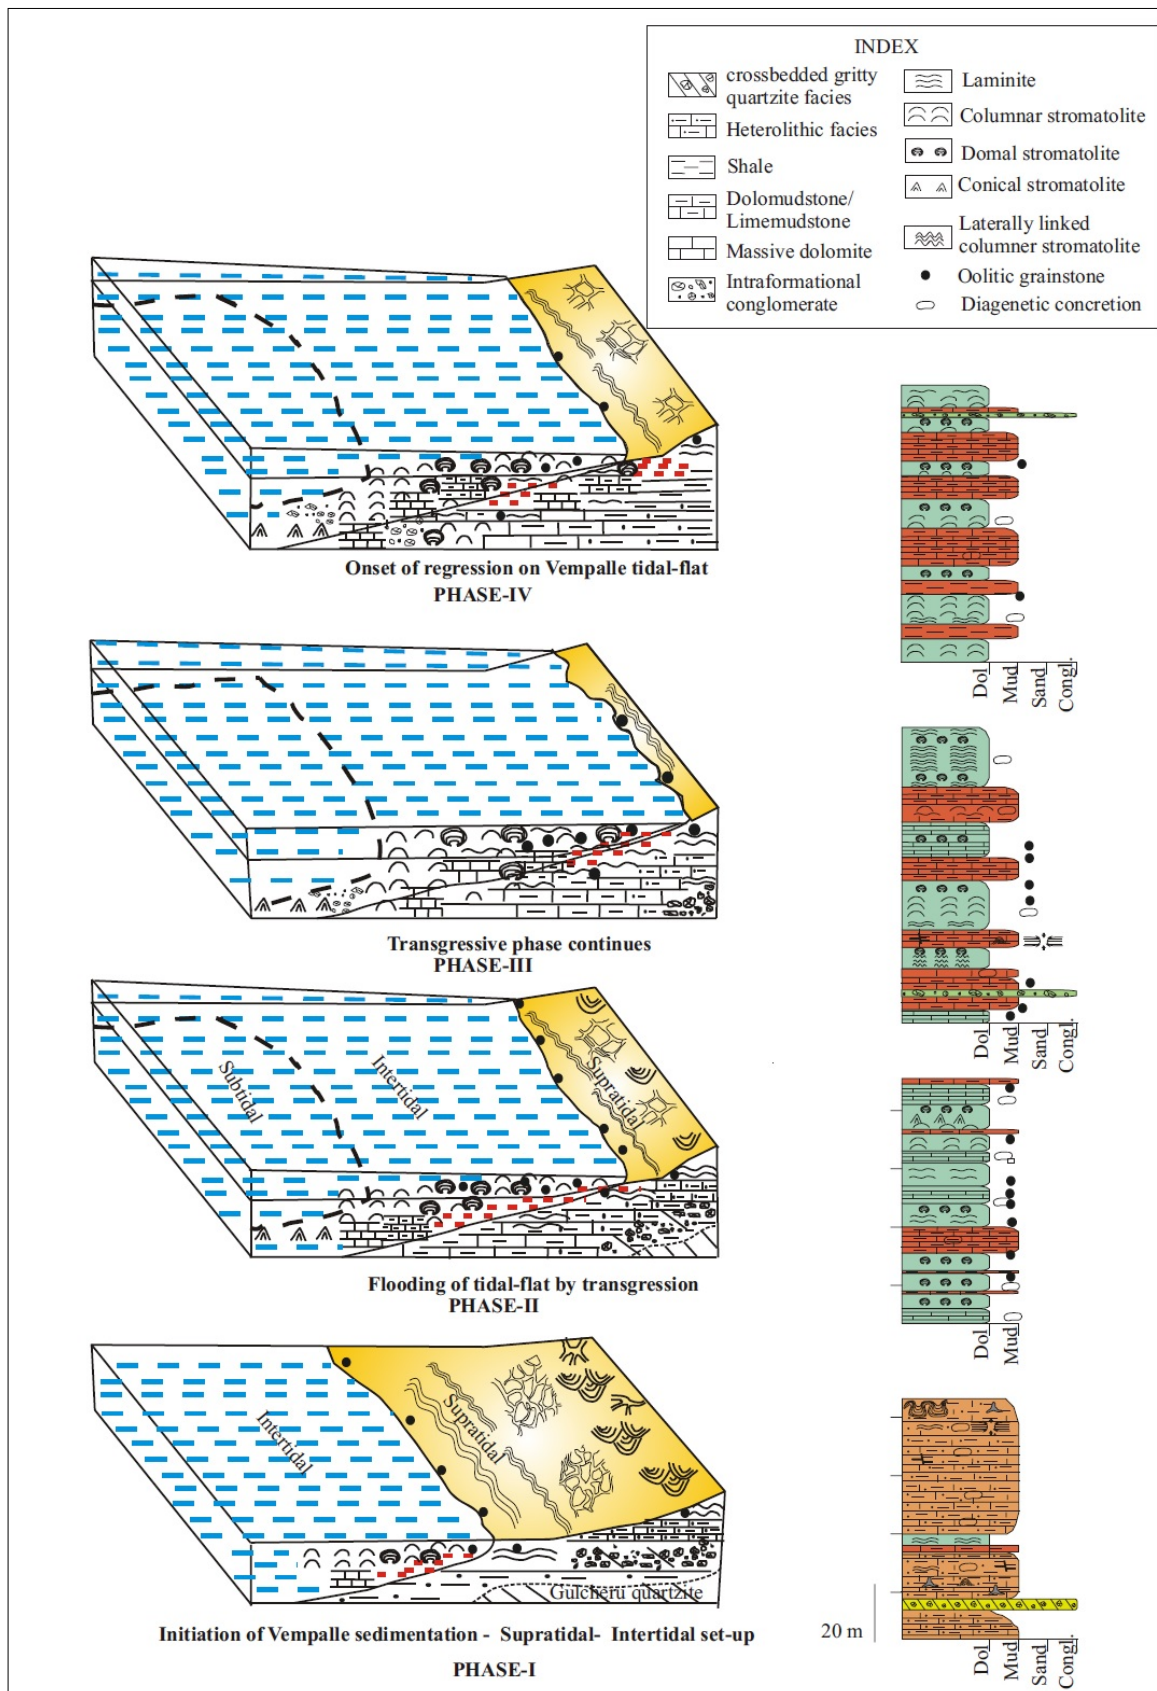 INDEX
crossbedded gritty
quartzite facies
Heterolithic facies
Shale
Dolomudstone/
Limemudstone
Massive dolomite
Intraformational
conglomerate
Laminite
Columnar stromatolite
Domal stromatolite
Conical stromatolite
Laterally linked
columner stromatolite
Oolitic grainstone
Diagenetic concretion
Onset of regression on Vempalle tidal-flat
PHASE-IV
Dol
Mud
Sand
Congl.
Transgressive phase continues
PHASE-III
Dol
Mud
Sand
Congl.
Subtidal
Intertidal
Supratidal
Flooding of tidal-flat by transgression
PHASE-II
Dol
Mud
Intertidal
Supratidal
Gulcheru quartzite
Initiation of Vempalle sedimentation - Supratidal- Intertidal set-up
PHASE-I
20 m
Dol
Mud
Sand
Congl.